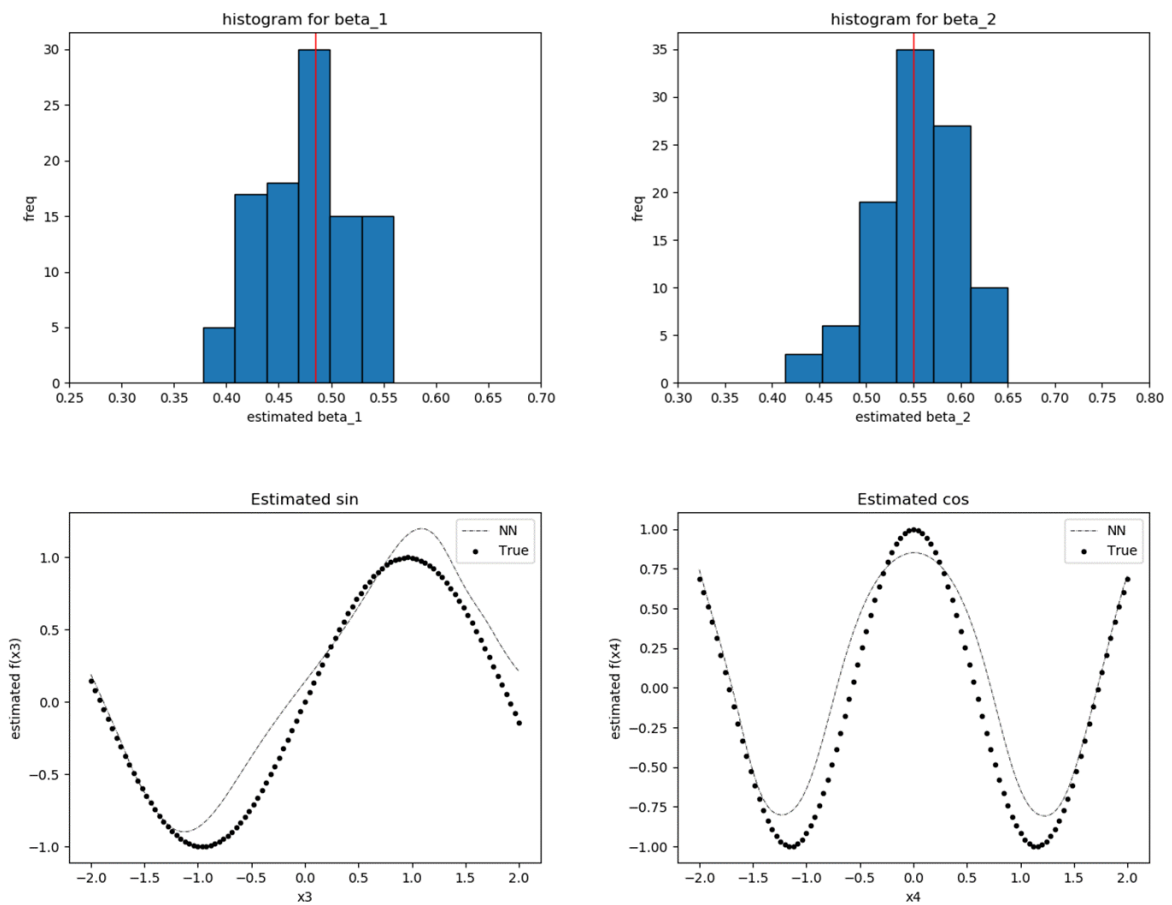 histogram for beta_1
30
25
20
15
10
5
0
freq
0.25 0.30 0.35 0.40 0.45 0.50 0.55 0.60 0.65 0.70
estimated beta_1
histogram for beta_2
35
30
25
20
15
10
5
0
freq
0.30 0.35 0.40 0.45 0.50 0.55 0.60 0.65 0.70 0.75 0.80
estimated beta_2
Estimated sin
NN
True
1.0
0.5
0.0
−0.5
−1.0
estimated f(x3)
−2.0 −1.5 −1.0 −0.5 0.0 0.5 1.0 1.5 2.0
x3
Estimated cos
NN
True
1.00
0.75
0.50
0.25
0.00
−0.25
−0.50
−0.75
−1.00
estimated f(x4)
−2.0 −1.5 −1.0 −0.5 0.0 0.5 1.0 1.5 2.0
x4